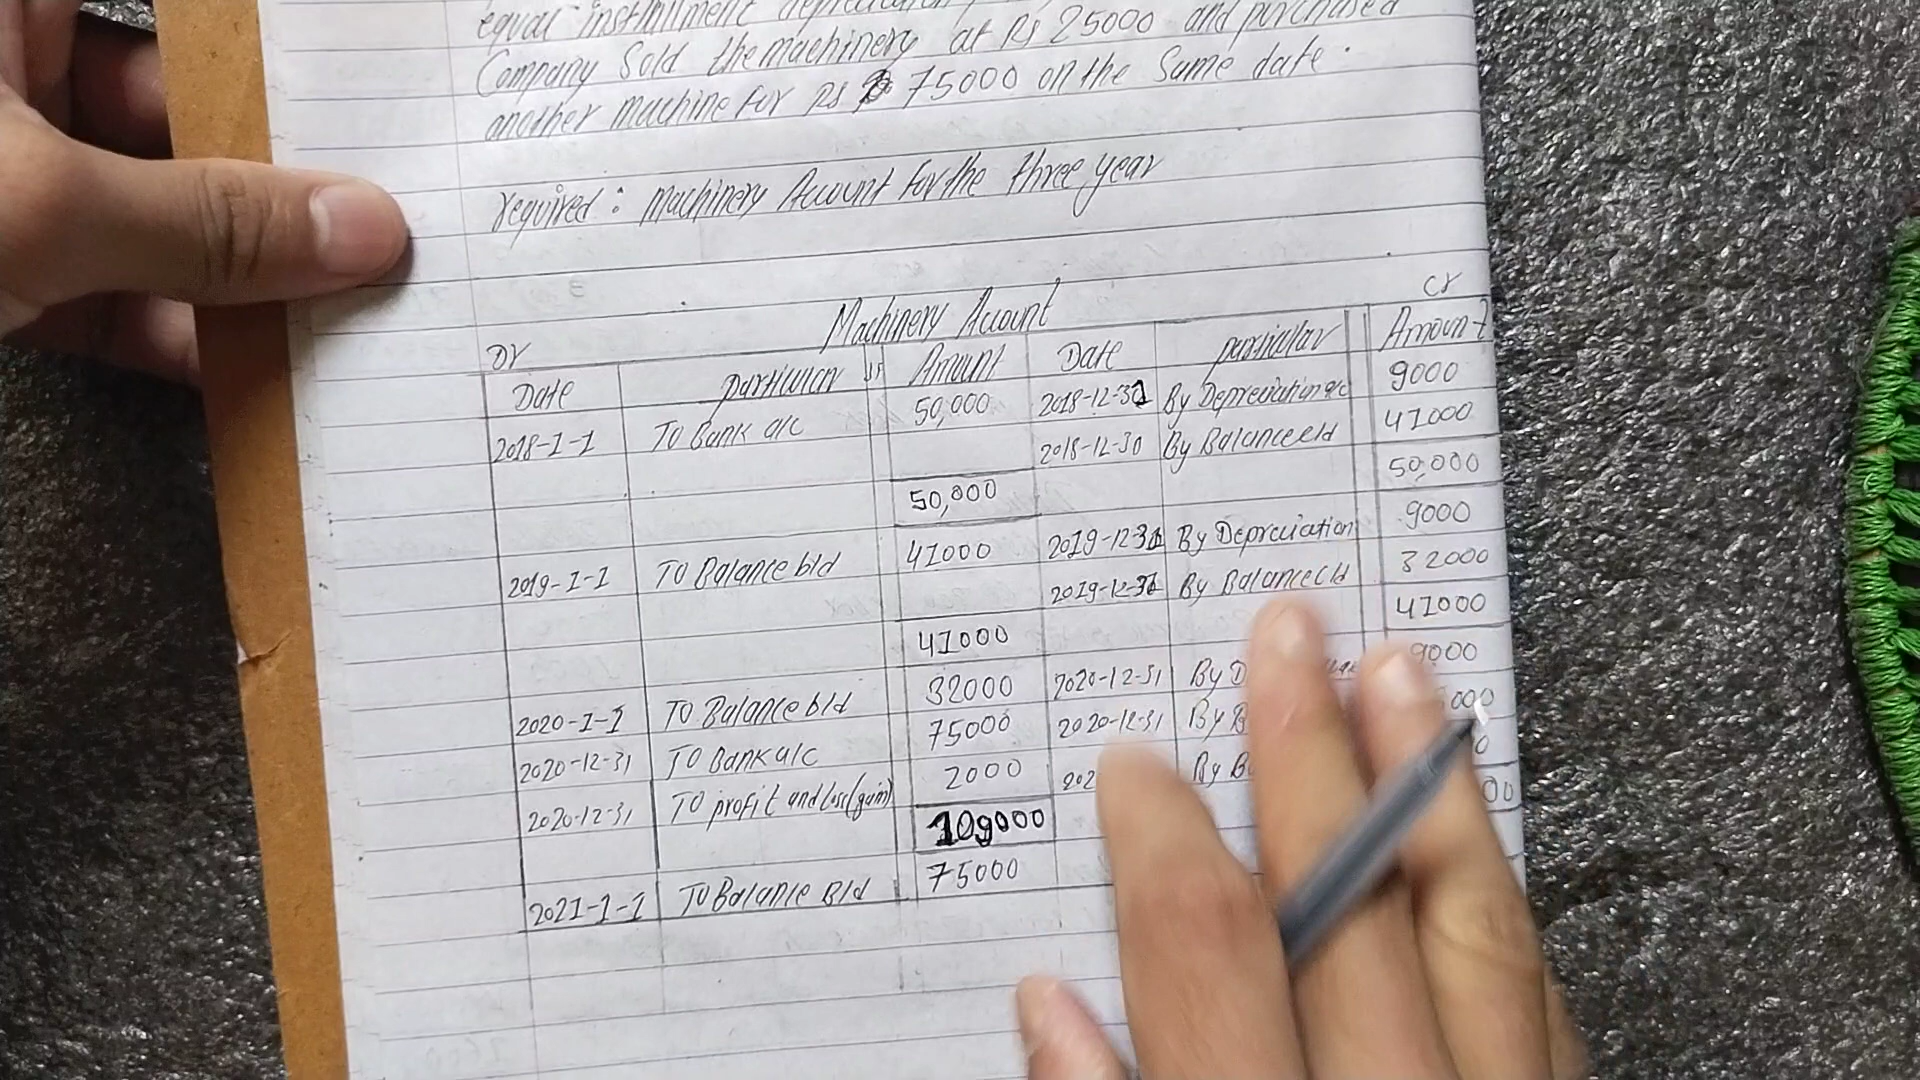 equal installment
Company Sold the machinery at Rs 25000 and purchased
another machine for Rs 75000 on the Same date.
required: Machinery Account for the three year
Machinery Account
Dr Cr
Date particular J.F Amount Date particular Amount
2018-1-1 To Bank a/c 50,000 2018-12-31 By Depreciation a/c 9000
2018-12-30 By Balance c/d 41000
50,000 50,000
2019-1-1 TO Balance b/d 41000 2019-12-31 By Depreciation 9000
2019-12-31 By Balance C/d 32000
41000 41000
2020-1-1 TO Balance b/d 32000 2020-12-31 By 9000
2020-12-31 TO Bank a/c 75000 2020-12-31 By
2020-12-31 TO profit and loss(gain) 2000 By
109000
2021-1-1 TO Balance B/d 75000